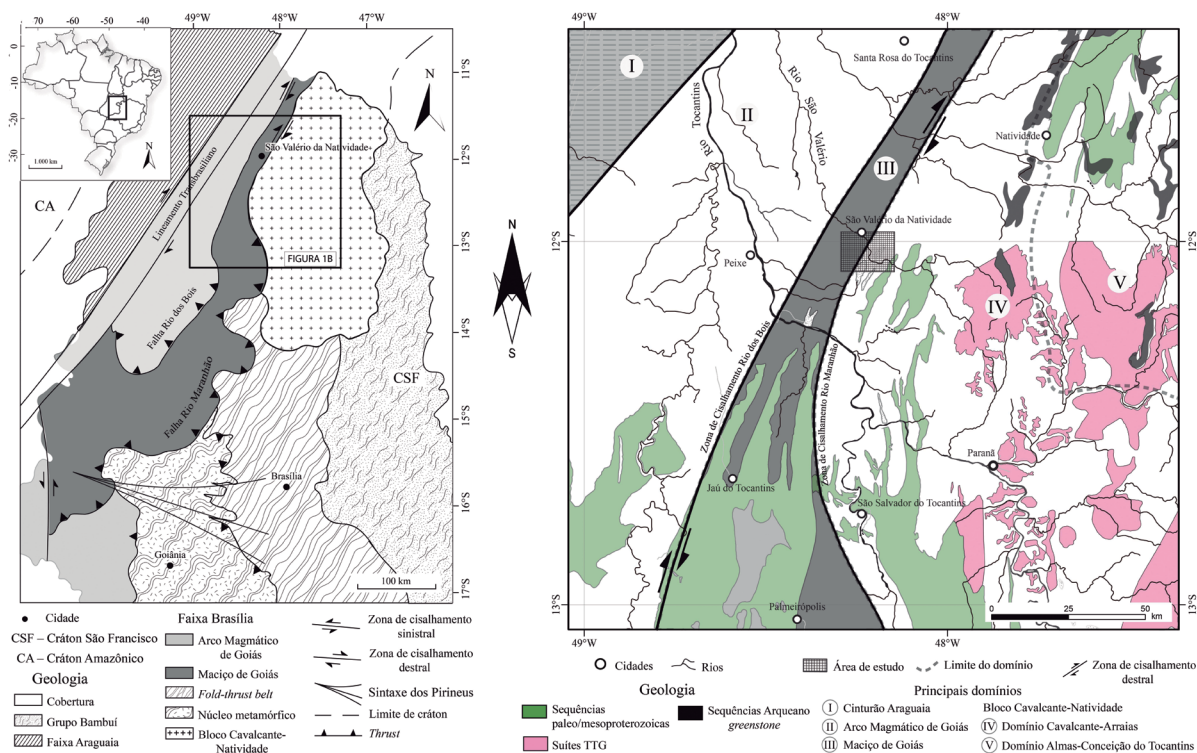 70
-60
-50
-40
0
-10
-20
-30
1.000 km
N
49°W
48°W
47°W
11°S
12°S
13°S
14°S
15°S
16°S
17°S
N
CA
Lineamento Transbrasiliano
São Valério da Natividade
FIGURA 1B
Falha Rio dos Bois
Falha Rio Maranhão
CSF
Brasília
Goiânia
100 km
Cidade
CSF – Cráton São Francisco
CA – Cráton Amazônico
Geologia
Cobertura
Grupo Bambuí
Faixa Araguaia
Faixa Brasília
Arco Magmático
de Goiás
Maciço de Goiás
Fold-thrust belt
Núcleo metamórfico
Bloco Cavalcante-
Natividade
Zona de cisalhamento
sinistral
Zona de cisalhamento
destral
Sintaxe dos Pirineus
Limite de cráton
Thrust
N
S
49°W
48°W
I
II
III
IV
V
Rio Tocantins
Rio São Valério
Santa Rosa do Tocantins
Natividade
São Valério da Natividade
Peixe
12°S
12°S
Zona de Cisalhamento Rio dos Bois
Zona de Cisalhamento Rio Maranhão
Jaú do Tocantins
São Salvador do Tocantins
Paranã
Palmeirópolis
13°S
13°S
0
25
50
km
49°W
48°W
Cidades
Rios
Área de estudo
Limite do domínio
Zona de cisalhamento
destral
Geologia
Sequências
paleo/mesoproterozoicas
Suítes TTG
Sequências Arqueano
greenstone
Principais domínios
I Cinturão Araguaia
II Arco Magmático de Goiás
III Maciço de Goiás
Bloco Cavalcante-Natividade
IV Domínio Cavalcante-Arraias
V Domínio Almas-Conceição do Tocantins